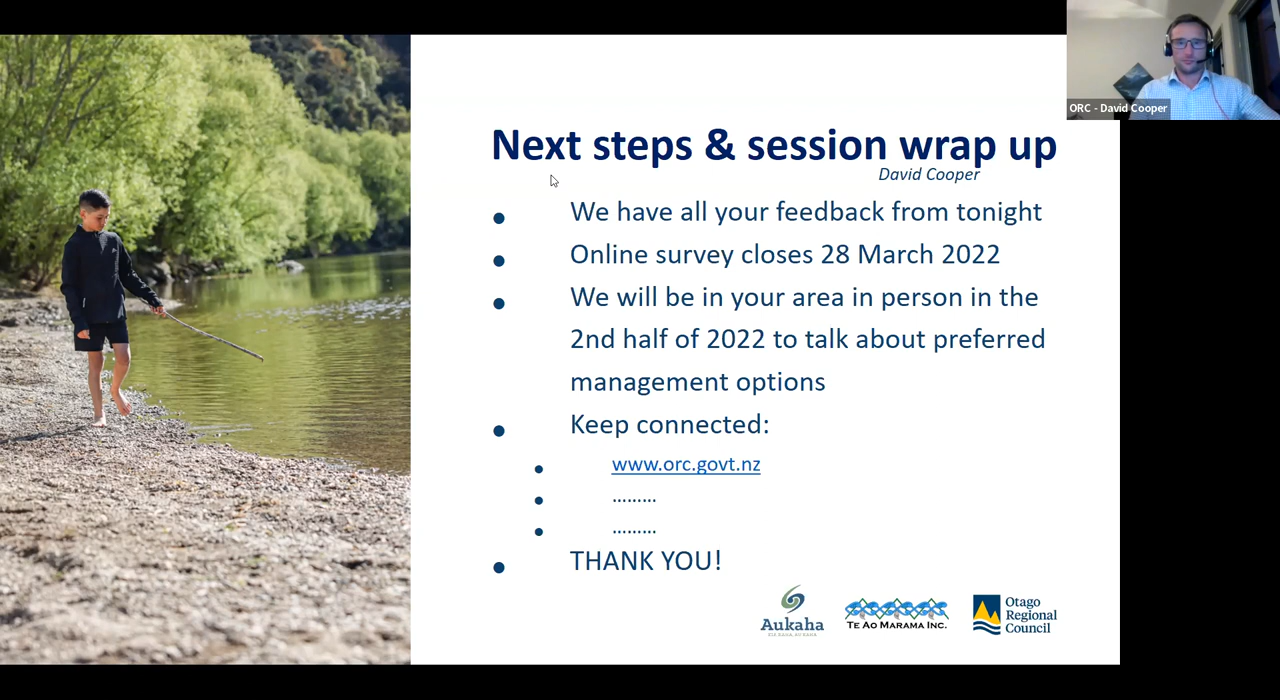 ORC - David Cooper
Next steps & session wrap up
David Cooper
We have all your feedback from tonight
Online survey closes 28 March 2022
We will be in your area in person in the
2nd half of 2022 to talk about preferred
management options
Keep connected:
www.orc.govt.nz
.........
.........
THANK YOU!
Aukaha
TE AO MARAMA INC.
Otago
Regional
Council